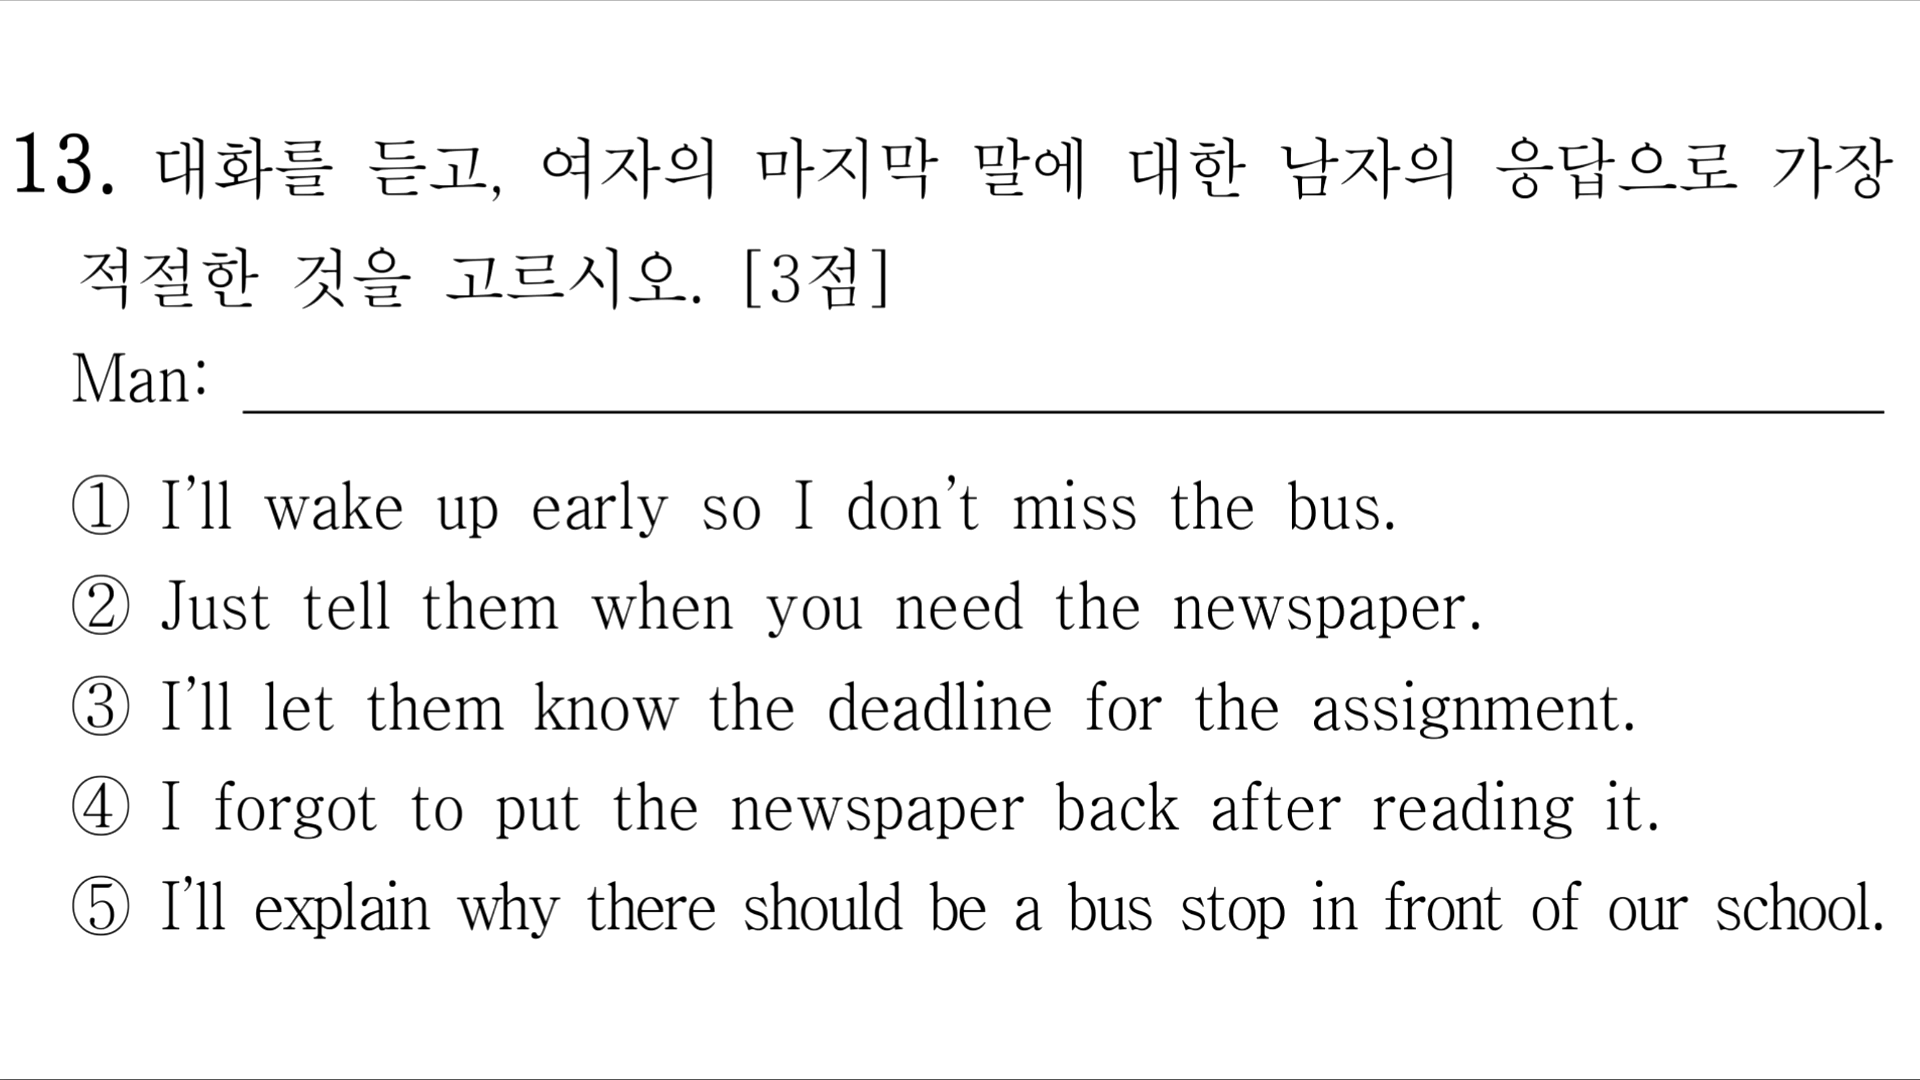 13. 대화를 듣고, 여자의 마지막 말에 대한 남자의 응답으로 가장
적절한 것을 고르시오. [3점]
Man:
① I’ll wake up early so I don’t miss the bus.
② Just tell them when you need the newspaper.
③ I’ll let them know the deadline for the assignment.
④ I forgot to put the newspaper back after reading it.
⑤ I’ll explain why there should be a bus stop in front of our school.